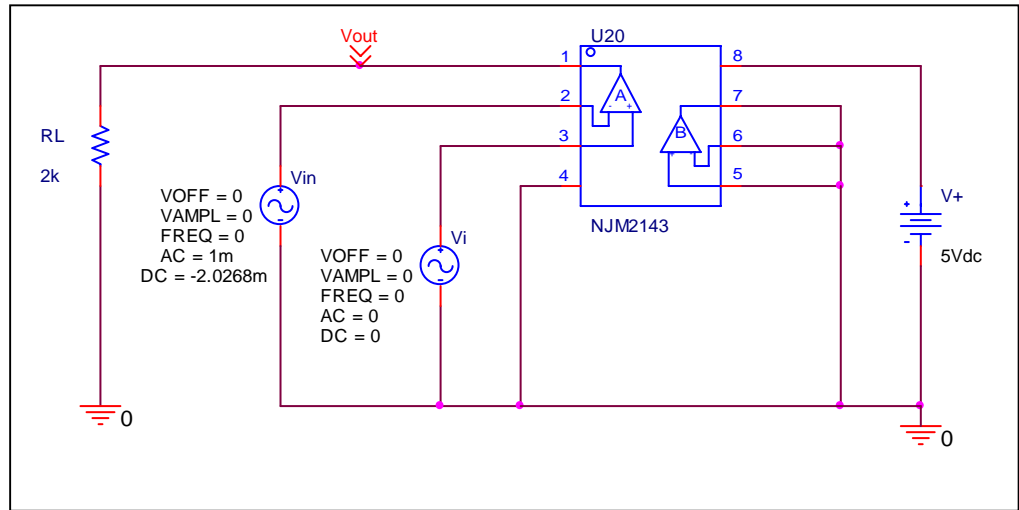 Vout
U20
1
8
A
- +
2
7
B
RL
3
6
2k
4
5
+ -
Vin
VOFF = 0
VAMPL = 0
FREQ = 0
AC = 1m
DC = -2.0268m
Vi
VOFF = 0
VAMPL = 0
FREQ = 0
AC = 0
DC = 0
NJM2143
V+
5Vdc
0
0